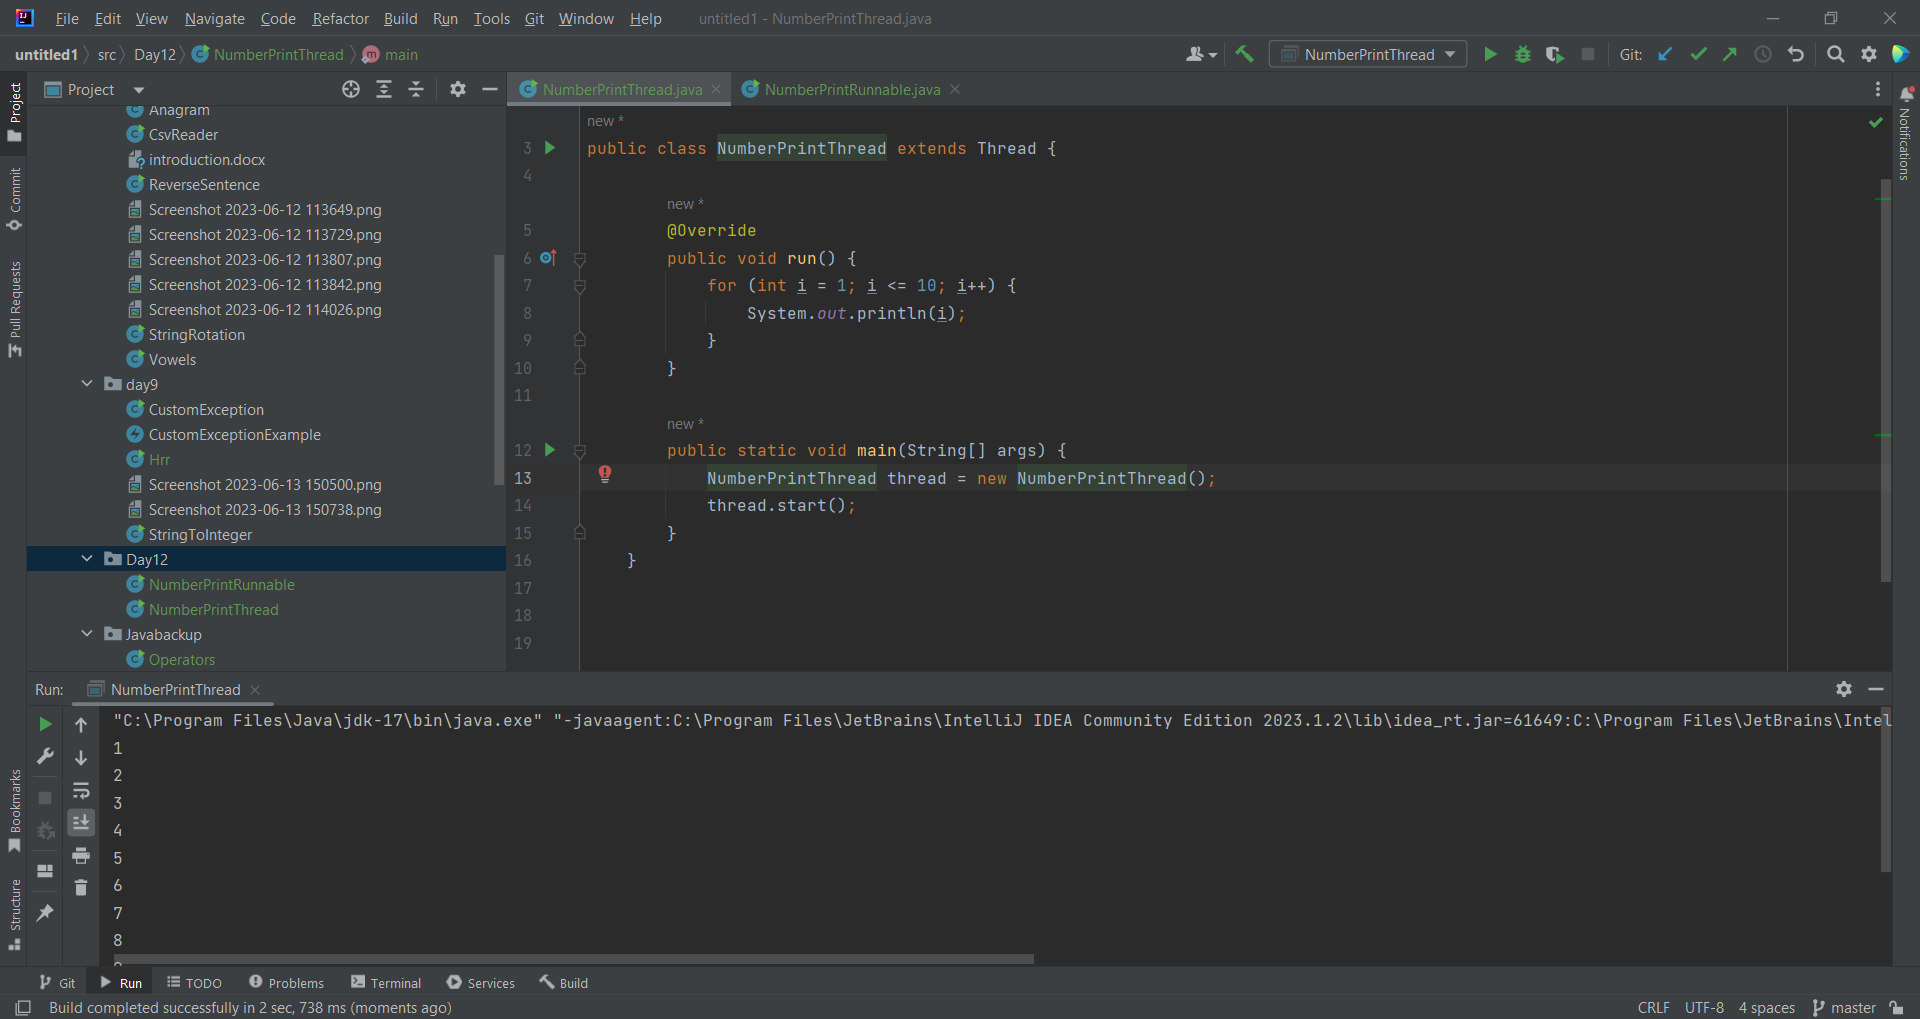 File Edit View Navigate Code Refactor Build Run Tools Git Window Help untitled1 - NumberPrintThread.java
untitled1 src Day12 NumberPrintThread main
NumberPrintThread Git:
Project
Project
Commit
Pull Requests
Bookmarks
Structure
Notifications
Anagram
CsvReader
introduction.docx
ReverseSentence
Screenshot 2023-06-12 113649.png
Screenshot 2023-06-12 113729.png
Screenshot 2023-06-12 113807.png
Screenshot 2023-06-12 113842.png
Screenshot 2023-06-12 114026.png
StringRotation
Vowels
day9
CustomException
CustomExceptionExample
Hrr
Screenshot 2023-06-13 150500.png
Screenshot 2023-06-13 150738.png
StringToInteger
Day12
NumberPrintRunnable
NumberPrintThread
Javabackup
Operators
NumberPrintThread.java NumberPrintRunnable.java
new *
3 public class NumberPrintThread extends Thread {
4
new *
5 @Override
6 public void run() {
7 for (int i = 1; i <= 10; i++) {
8 System.out.println(i);
9 }
10 }
11
new *
12 public static void main(String[] args) {
13 NumberPrintThread thread = new NumberPrintThread();
14 thread.start();
15 }
16 }
17
18
19
Run: NumberPrintThread
"C:\Program Files\Java\jdk-17\bin\java.exe" "-javaagent:C:\Program Files\JetBrains\IntelliJ IDEA Community Edition 2023.1.2\lib\idea_rt.jar=61649:C:\Program Files\JetBrains\Intel
1
2
3
4
5
6
7
8
Git Run TODO Problems Terminal Services Build
Build completed successfully in 2 sec, 738 ms (moments ago) CRLF UTF-8 4 spaces master